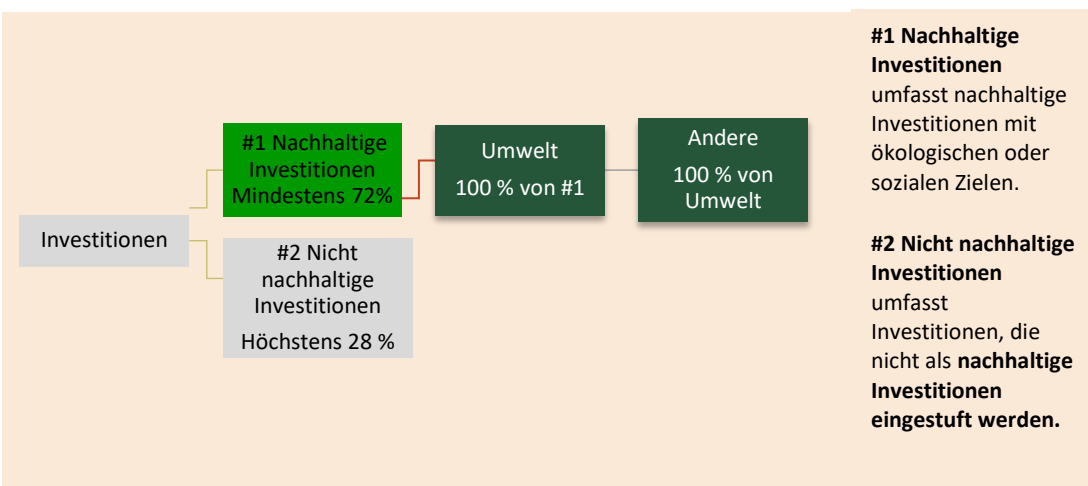 Investitionen
#1 Nachhaltige
Investitionen
Mindestens 72%
#2 Nicht
nachhaltige
Investitionen
Höchstens 28 %
Umwelt
100 % von #1
Andere
100 % von
Umwelt
#1 Nachhaltige
Investitionen
umfasst nachhaltige
Investitionen mit
ökologischen oder
sozialen Zielen.
#2 Nicht nachhaltige
Investitionen
umfasst
Investitionen, die
nicht als nachhaltige
Investitionen
eingestuft werden.